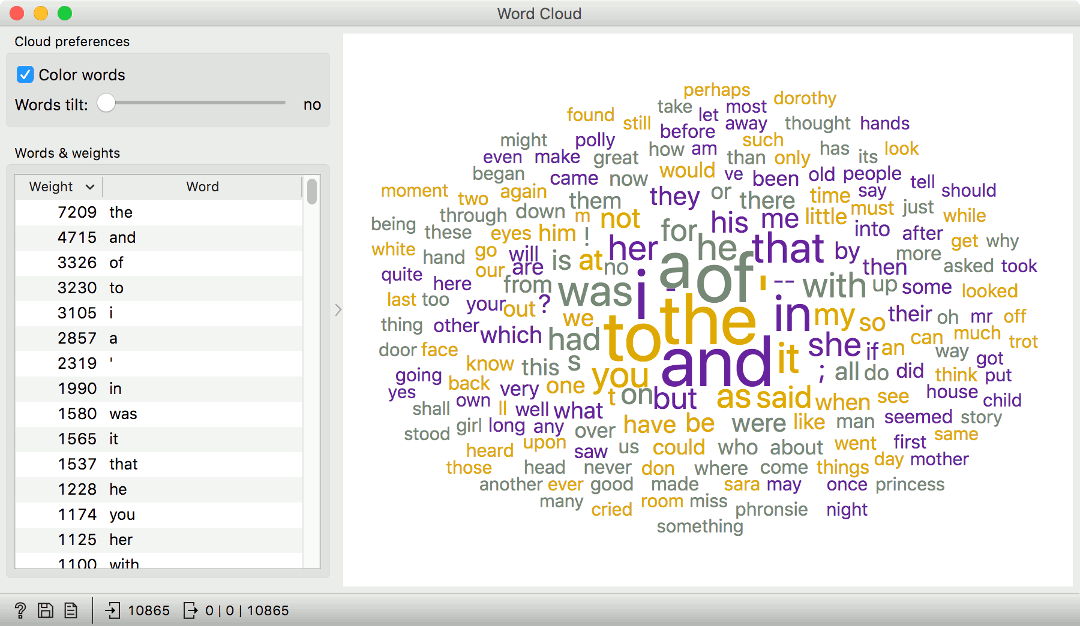 Word Cloud
Cloud preferences
Color words
Words tilt: no
Words & weights
Weight Word
7209 the
4715 and
3326 of
3230 to
3105 i
2857 a
2319 '
1990 in
1580 was
1565 it
1537 that
1228 he
1174 you
1125 her
1100 with
perhaps
take let most dorothy
found still before away thought hands
might polly such
even make great how am than only has its look
began came now would ve been old people tell
moment two again them they or there time say should
being through down m not his me little must just while
these eyes him ! for into after
white hand go will is at no her he that by more get why
quite here our are from then asked took
last too your out ? was i a of ' -- with up some looked
thing other which we to the in my so their oh mr off
door face had and she if an can much trot
know this s it way got
going back very one you ; all do did think put
yes own t on but as said when see house child
shall ll well what
stood girl long any over have be were like man seemed story
heard upon saw us could who about went first same
those head never don where come things day mother
another ever good made sara may once princess
many cried room miss phronsie night
something
? 10865 0 | 0 | 10865